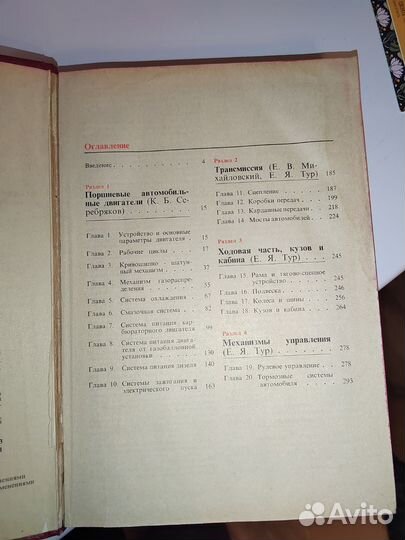 Оглавление
Введение . . . . . . . . 4
Раздел 1
Поршневые автомобиль-
ные двигатели (К. Б. Се-
ребряков) . . . . . . . 15
Глава 1 Устройство и основные
параметры двигателя . . 15
Глава 2 Рабочие циклы . . . 17
Глава 3 Кривошипно - шатун-
ный механизм . . . . 37
Глава 4 Механизм газораспре-
деления . . . . . .
Глава 5 Система охлаждения . 67
Глава 6 Смазочная система . .
Глава 7 Система питания кар-
бюраторного двигателя 99
Глава 8 Система питания двига-
теля от газобаллонной
установки . . . . . 130
Глава 9 Система питания дизеля 140
Глава 10. Системы зажигания и
электрического пуска . 163
Раздел 2
Трансмиссия (Е. В. Ми-
хайловский, Е. Я. Тур) . 185
Глава 11. Сцепление . . . . 187
Глава 12. Коробки передач . . 199
Глава 13. Карданные передачи . 218
Глава 14. Мосты автомобилей . 224
Раздел 3
Ходовая часть, кузов и
кабина (Е. Я. Тур) . . . 245
Глава 15. Рама и тягово-сцепное
устройство . . . . . 245
Глава 16. Подвеска . . . . 246
Глава 17. Колеса и шины . . . 256
Глава 18. Кузов и кабина . . . 264
Раздел 4
Механизмы управления
(Е. Я. Тур) . . . . . . 278
Глава 19. Рулевое управление . . 278
Глава 20. Тормозные системы
автомобиля . . . . 293
Avito